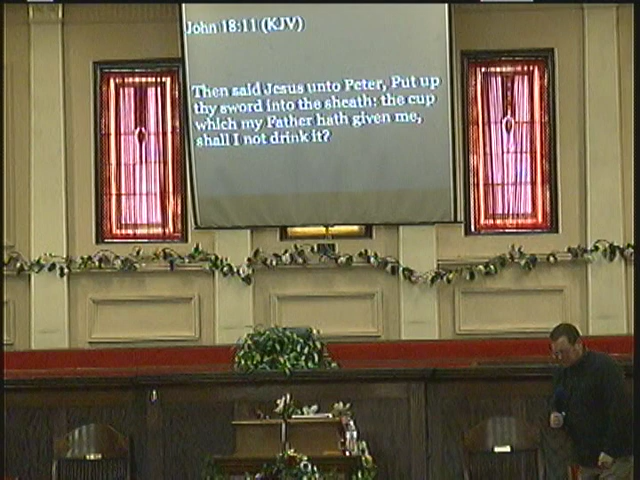 John 18:11 (KJV)
Then said Jesus unto Peter, Put up
thy sword into the sheath: the cup
which my Father hath given me,
shall I not drink it?